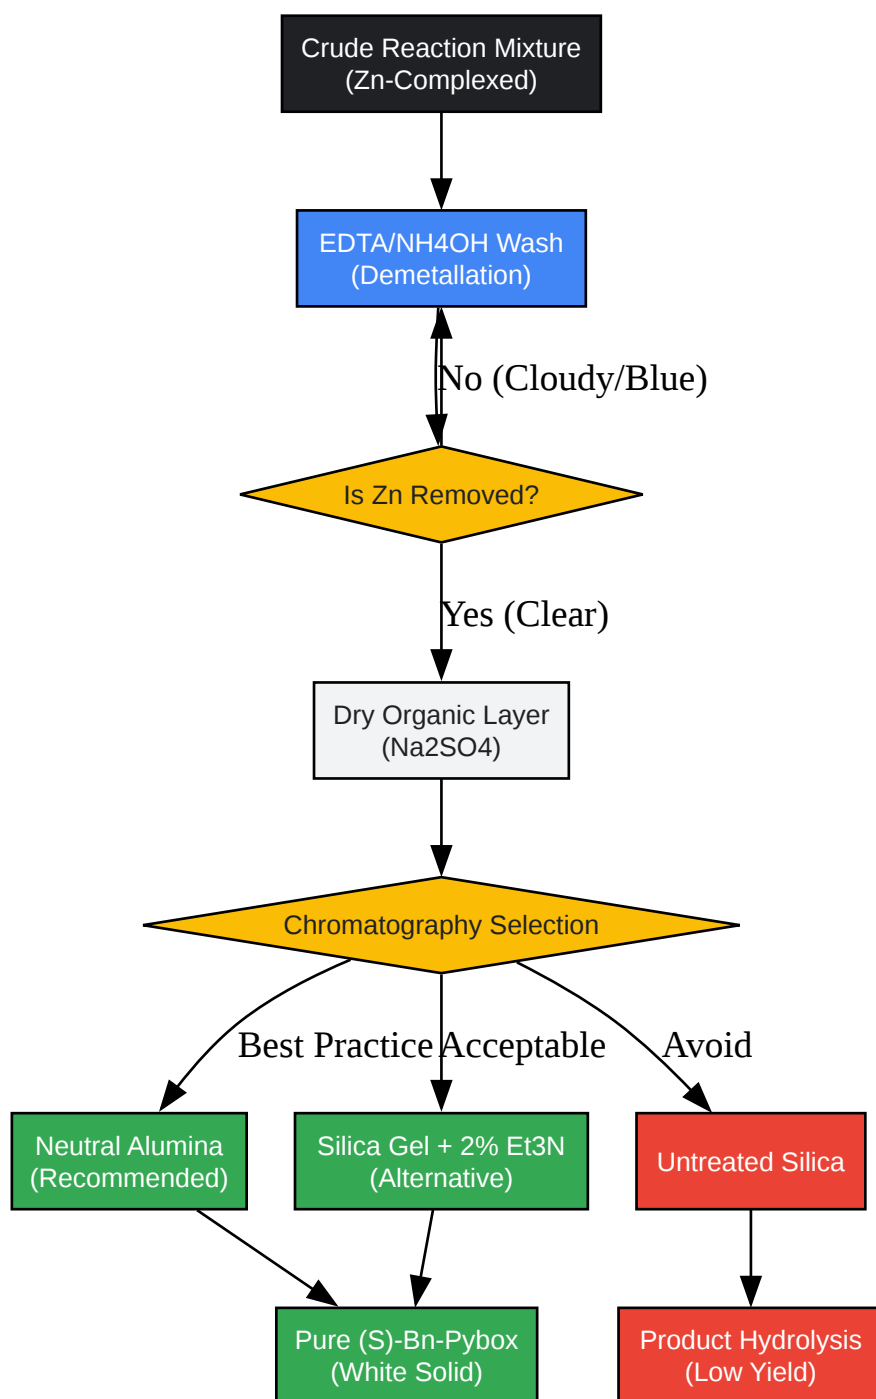 Crude Reaction Mixture
(Zn-Complexed)
EDTA/NH4OH Wash
(Demetallation)
No (Cloudy/Blue)
Is Zn Removed?
Yes (Clear)
Dry Organic Layer
(Na2SO4)
Chromatography Selection
Best Practice
Acceptable
Avoid
Neutral Alumina
(Recommended)
Silica Gel + 2% Et3N
(Alternative)
Untreated Silica
Pure (S)-Bn-Pybox
(White Solid)
Product Hydrolysis
(Low Yield)